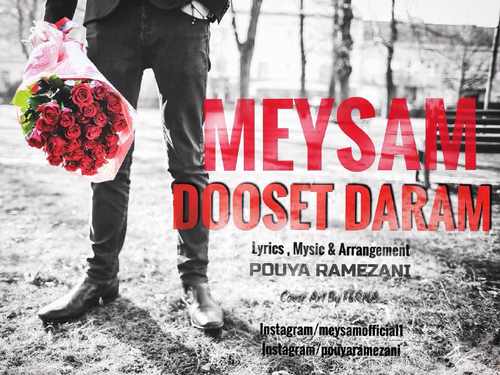 MEYSAM
DOOSET DARAM
Lyrics , Mysic & Arrangement
POUYA RAMEZANI
Cover Art By
Instagram/meysamofficial1
Instagram/pouyaramezani